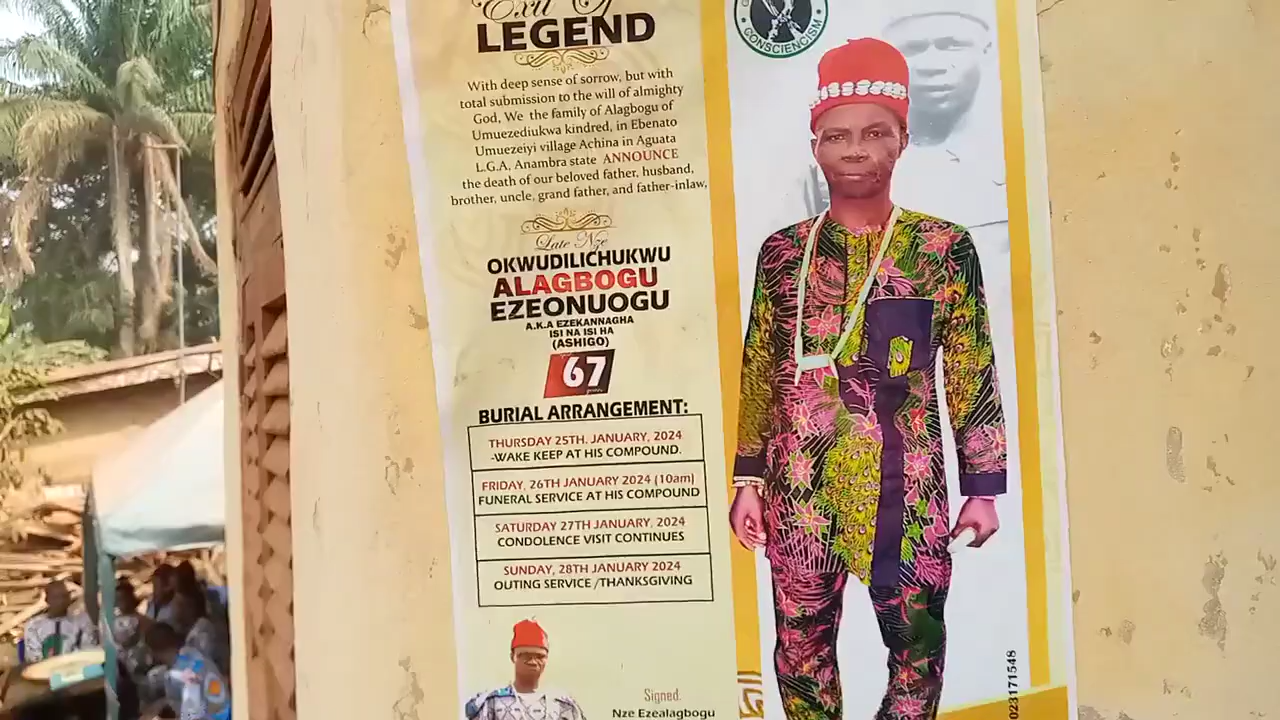 Exit Of
LEGEND
With deep sense of sorrow, but with
total submission to the will of almighty
God, We the family of Alagbogu of
Umuezediukwa kindred, in Ebenato
Umuezeiyi village Achina in Aguata
L.G.A, Anambra state ANNOUNCE
the death of our beloved father, husband,
brother, uncle, grand father, and father-inlaw,
Late Nze
OKWUDILICHUKWU
ALAGBOGU
EZEONUOGU
A.K.A EZEKANNAGHA
ISI NA ISI HA
(ASHIGO)
67
years
BURIAL ARRANGEMENT:
THURSDAY 25TH. JANUARY, 2024
-WAKE KEEP AT HIS COMPOUND.
FRIDAY, 26TH JANUARY 2024 (10am)
FUNERAL SERVICE AT HIS COMPOUND
SATURDAY 27TH JANUARY, 2024
CONDOLENCE VISIT CONTINUES
SUNDAY, 28TH JANUARY 2024
OUTING SERVICE /THANKSGIVING
Signed.
Nze Ezealagbogu
CONSCIENCISM
023171548